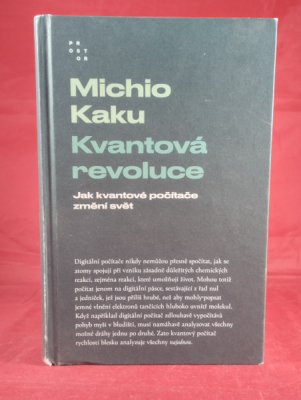 PR
OST
OR
Michio
Kaku
Kvantová
revoluce
Jak kvantové počítače
změní svět
Digitální počítače nikdy nemůžou přesně spočítat, jak se
atomy spojují při vzniku zásadně důležitých chemických
reakcí, zejména reakcí, které umožňují život. Mohou totiž
počítat jenom na digitální pásce, sestávající z řad nul
a jedniček, jež jsou příliš hrubé, než aby mohly popsat
jemné vlnění elektronů tančících hluboko uvnitř molekul.
Když například digitální počítač zdlouhavě vypočítává
pohyb myši v bludišti, musí namáhavě analyzovat všechny
možné dráhy jednu po druhé. Zato kvantový počítač
rychlostí blesku analyzuje všechny najednou.